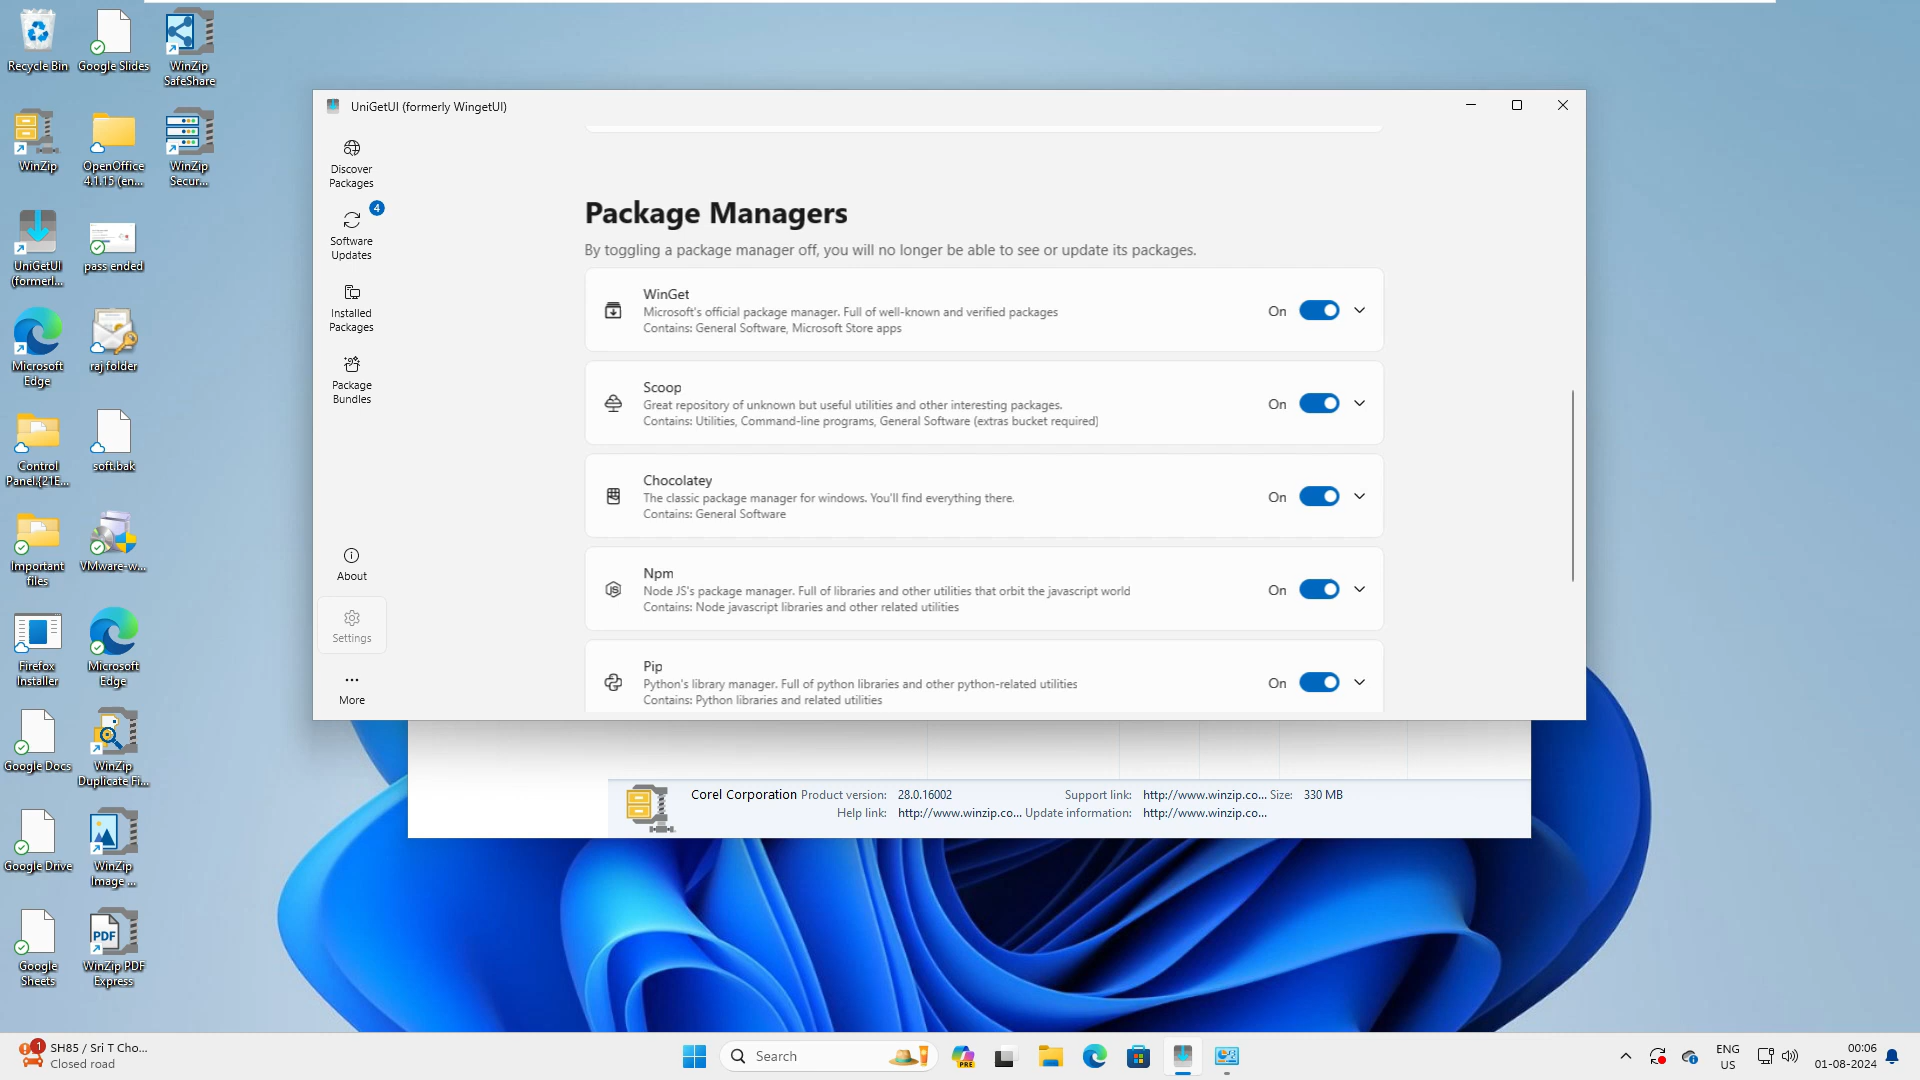 Recycle Bin
Google Slides
WinZip
SafeShare
WinZip
OpenOffice
4.1.15 (en...
WinZip
Secur...
UniGetUI
(formerl...
pass ended
Microsoft
Edge
raj folder
Control
Panel.{21E...
soft.bak
Important
files
VMware-w...
Firefox
Installer
Microsoft
Edge
Google Docs
WinZip
Duplicate Fi...
Google Drive
WinZip
Image ...
Google
Sheets
PDF
WinZip PDF
Express
UniGetUI (formerly WingetUI)
Discover
Packages
4
Software
Updates
Installed
Packages
Package
Bundles
About
Settings
More
Package Managers
By toggling a package manager off, you will no longer be able to see or update its packages.
WinGet
Microsoft's official package manager. Full of well-known and verified packages
Contains: General Software, Microsoft Store apps
On
Scoop
Great repository of unknown but useful utilities and other interesting packages.
Contains: Utilities, Command-line programs, General Software (extras bucket required)
On
Chocolatey
The classic package manager for windows. You'll find everything there.
Contains: General Software
On
Npm
Node JS's package manager. Full of libraries and other utilities that orbit the javascript world
Contains: Node javascript libraries and other related utilities
On
Pip
Python's library manager. Full of python libraries and other python-related utilities
Contains: Python libraries and related utilities
On
Corel Corporation Product version: 28.0.16002 Support link: http://www.winzip.co... Size: 330 MB
Help link: http://www.winzip.co... Update information: http://www.winzip.co...
1
SH85 / Sri T Cho...
Closed road
Search
PRE
ENG
US
00:06
01-08-2024